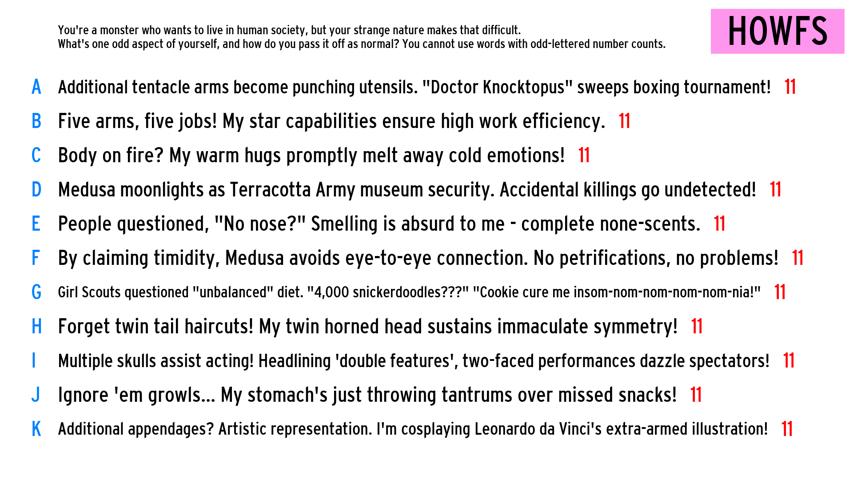 You're a monster who wants to live in human society, but your strange nature makes that difficult.
What's one odd aspect of yourself, and how do you pass it off as normal? You cannot use words with odd-lettered number counts.
HOWFS
A Additional tentacle arms become punching utensils. "Doctor Knocktopus" sweeps boxing tournament! 11
B Five arms, five jobs! My star capabilities ensure high work efficiency. 11
C Body on fire? My warm hugs promptly melt away cold emotions! 11
D Medusa moonlights as Terracotta Army museum security. Accidental killings go undetected! 11
E People questioned, "No nose?" Smelling is absurd to me - complete none-scents. 11
F By claiming timidity, Medusa avoids eye-to-eye connection. No petrifications, no problems! 11
G Girl Scouts questioned "unbalanced" diet. "4,000 snickerdoodles???" "Cookie cure me insom-nom-nom-nom-nom-nia!" 11
H Forget twin tail haircuts! My twin horned head sustains immaculate symmetry! 11
I Multiple skulls assist acting! Headlining 'double features', two-faced performances dazzle spectators! 11
J Ignore 'em growls... My stomach's just throwing tantrums over missed snacks! 11
K Additional appendages? Artistic representation. I'm cosplaying Leonardo da Vinci's extra-armed illustration! 11